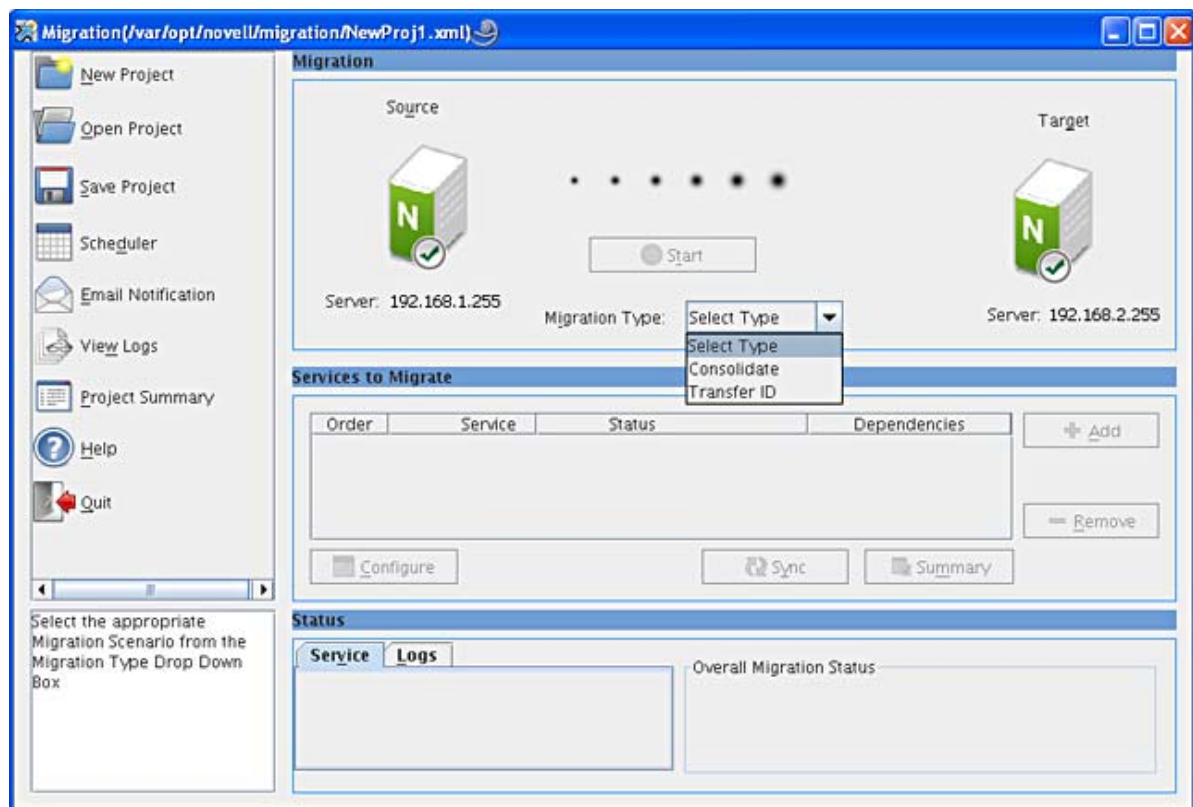 Migration(/var/opt/novell/migration/NewProj1.xml)
New Project
Open Project
Save Project
Scheduler
Email Notification
View Logs
Project Summary
Help
Quit
Select the appropriate
Migration Scenario from the
Migration Type Drop Down
Box
Migration
Source
Target
N
N
Start
Server: 192.168.1.255
Server: 192.168.2.255
Migration Type: Select Type
Select Type
Consolidate
Transfer ID
Services to Migrate
Order Service Status Dependencies
Add
Remove
Configure
Sync
Summary
Status
Service Logs
Overall Migration Status